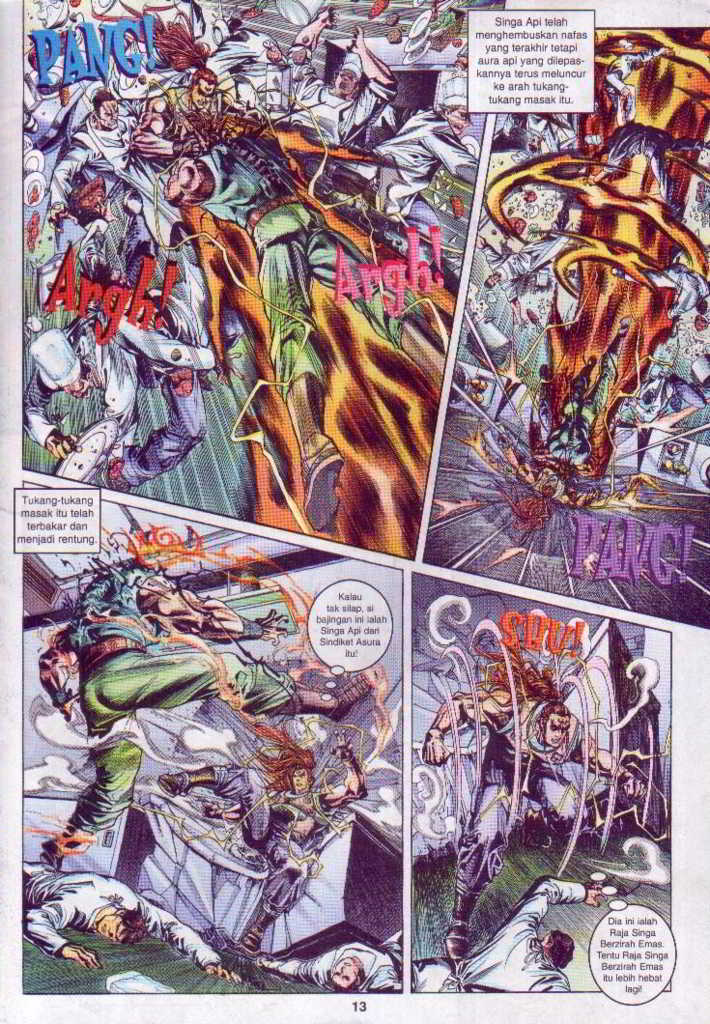 PANG!
Argh!
Argh!
Singa Api telah
menghembuskan nafas
yang terakhir tetapi
aura api yang dilepas-
kannya terus meluncur
ke arah tukang-
tukang masak itu.
PANG!
Tukang-tukang
masak itu telah
terbakar dan
menjadi rentung.
Kalau
tak silap, si
bajingan ini ialah
Singa Api dari
Sindiket Asura
itu!
Dia ini ialah
Raja Singa
Berzirah Emas.
Tentu Raja Singa
Berzirah Emas
itu lebih hebat
lagi!
13